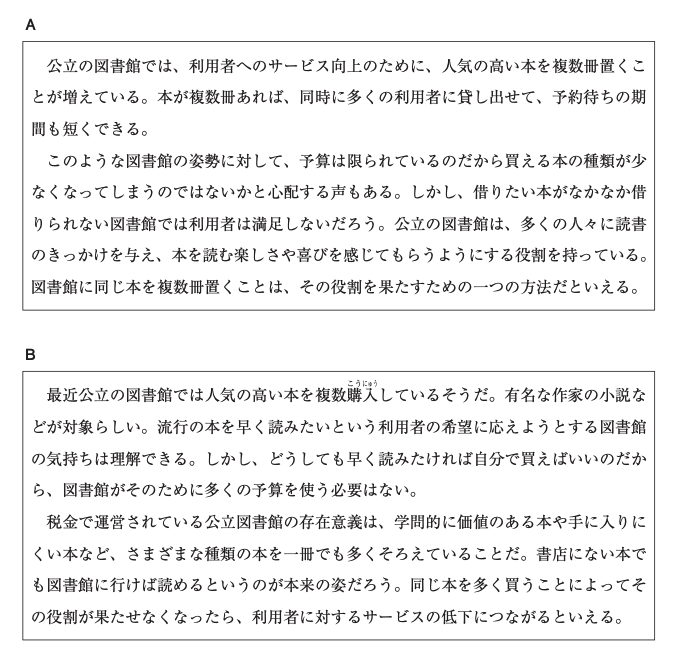 A
公立の図書館では、利用者へのサービス向上のために、人気の高い本を複数冊置くこ
とが増えている。本が複数冊あれば、同時に多くの利用者に貸し出せて、予約待ちの期
間も短くできる。
このような図書館の姿勢に対して、予算は限られているのだから買える本の種類が少
なくなってしまうのではないかと心配する声もある。しかし、借りたい本がなかなか借
りられない図書館では利用者は満足しないだろう。公立の図書館は、多くの人々に読書
のきっかけを与え、本を読む楽しさや喜びを感じてもらうようにする役割を持っている。
図書館に同じ本を複数冊置くことは、その役割を果たすための一つの方法だといえる。
B
こうにゅう
最近公立の図書館では人気の高い本を複数購入しているそうだ。有名な作家の小説な
どが対象らしい。流行の本を早く読みたいという利用者の希望に応えようとする図書館
の気持ちは理解できる。しかし、どうしても早く読みたければ自分で買えばいいのだか
ら、図書館がそのために多くの予算を使う必要はない。
税金で運営されている公立図書館の存在意義は、学問的に価値のある本や手に入りに
くい本など、さまざまな種類の本を一冊でも多くそろえていることだ。書店にない本で
も図書館に行けば読めるというのが本来の姿だろう。同じ本を多く買うことによってそ
の役割が果たせなくなったら、利用者に対するサービスの低下につながるといえる。